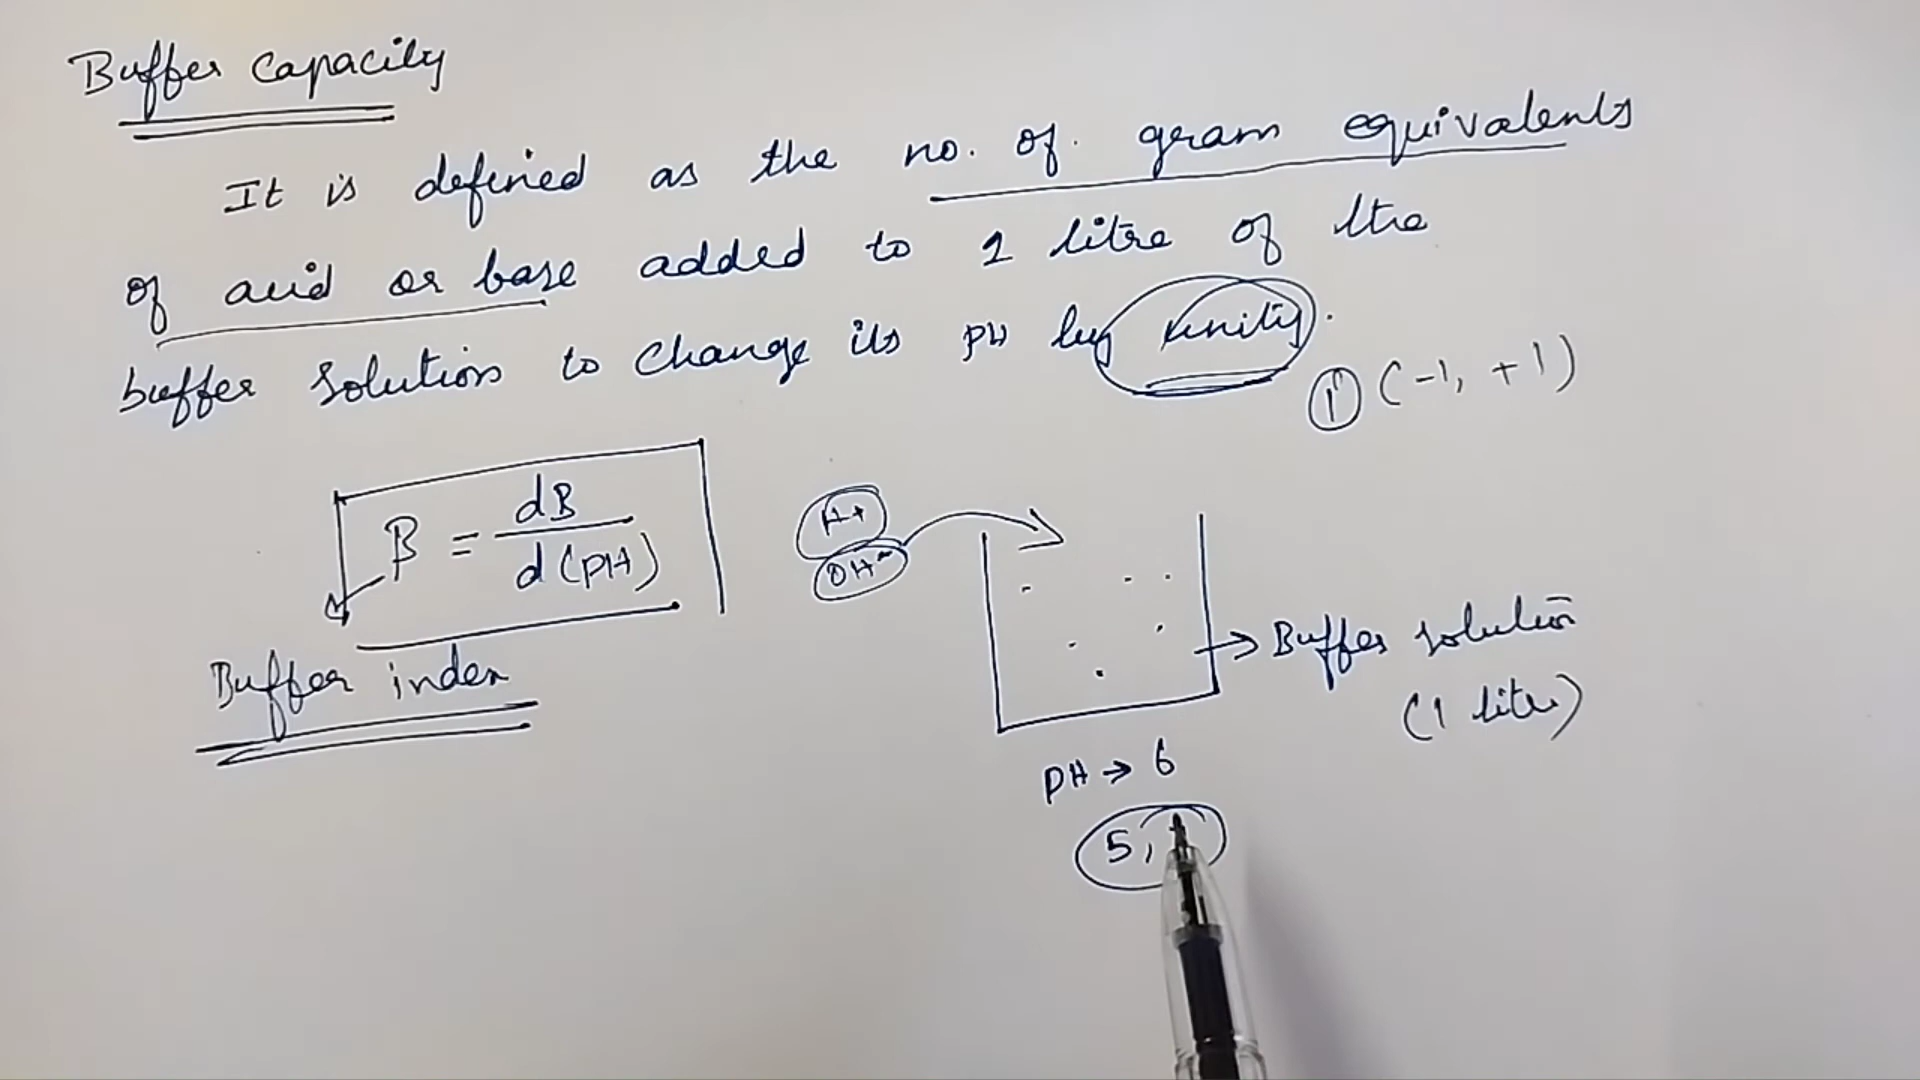 Buffer capacity
It is defined as the no. of. gram equivalents
of acid or base added to 1 litre of the
buffer solution to change its pH by unity.
1 (-1, +1)
β = dB / d(pH)
Buffer index
H+
OH-
→ Buffer solution
(1 litre)
pH → 6
5,